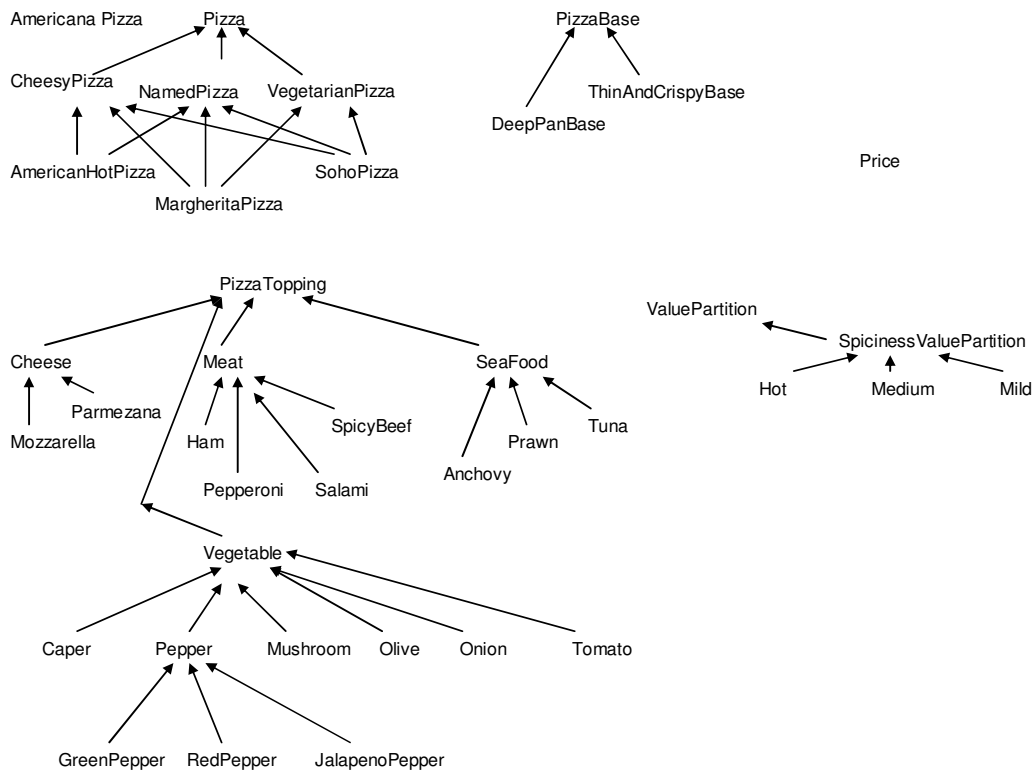 Americana Pizza
Pizza
PizzaBase
CheesyPizza
NamedPizza
VegetarianPizza
ThinAndCrispyBase
DeepPanBase
AmericanHotPizza
SohoPizza
Price
MargheritaPizza
PizzaTopping
ValuePartition
SpicinessValuePartition
Cheese
Meat
SeaFood
Hot
Medium
Mild
Parmezana
SpicyBeef
Tuna
Mozzarella
Ham
Prawn
Anchovy
Pepperoni
Salami
Vegetable
Caper
Pepper
Mushroom
Olive
Onion
Tomato
GreenPepper
RedPepper
JalapenoPepper